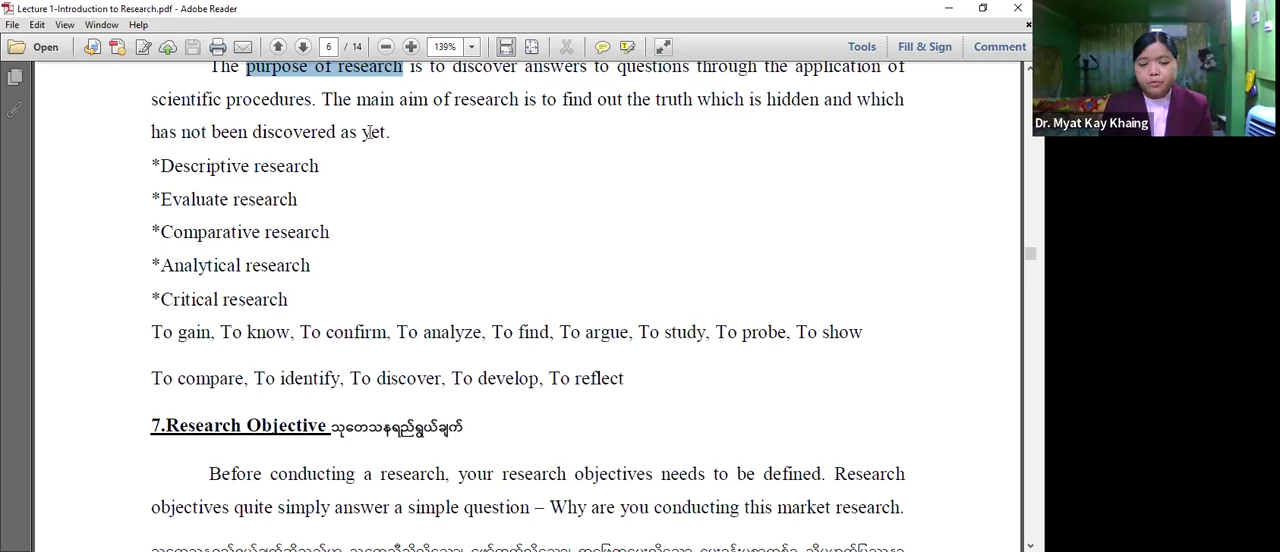 Lecture 1-Introduction to Research.pdf - Adobe Reader
File Edit View Window Help
Open 6 / 14 139% Tools Fill & Sign Comment
The purpose of research is to discover answers to questions through the application of
scientific procedures. The main aim of research is to find out the truth which is hidden and which
has not been discovered as yet.
*Descriptive research
*Evaluate research
*Comparative research
*Analytical research
*Critical research
To gain, To know, To confirm, To analyze, To find, To argue, To study, To probe, To show
To compare, To identify, To discover, To develop, To reflect
7.Research Objective သုတေသနရည်ရွယ်ချက်
Before conducting a research, your research objectives needs to be defined. Research
objectives quite simply answer a simple question – Why are you conducting this market research.
Dr. Myat Kay Khaing